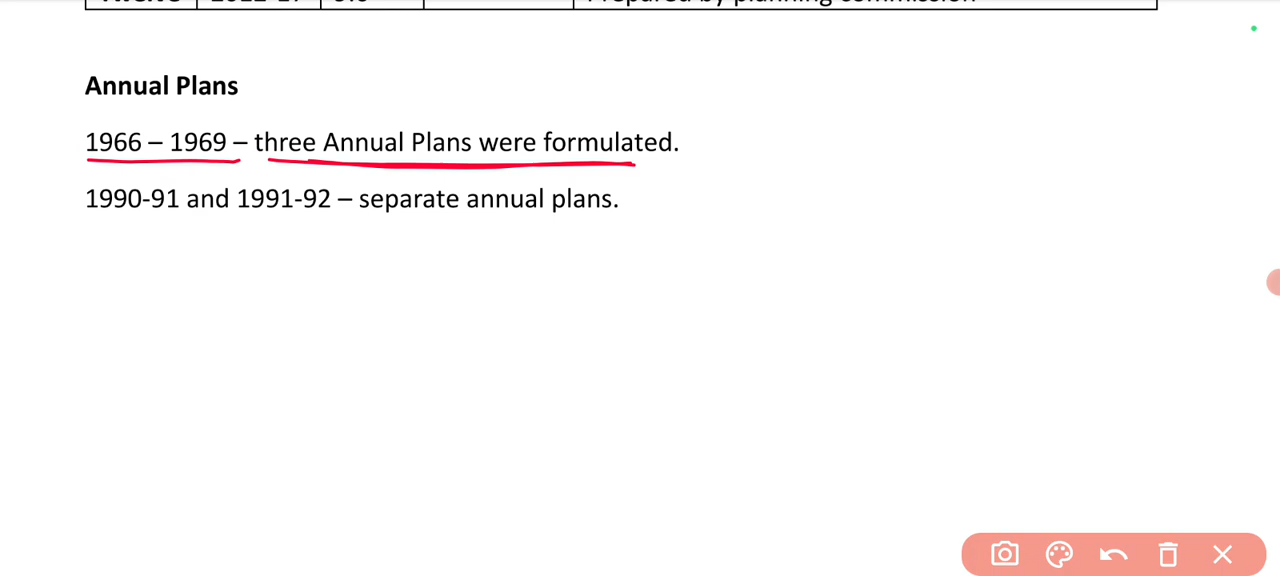 Annual Plans
1966 – 1969 – three Annual Plans were formulated.
1990-91 and 1991-92 – separate annual plans.